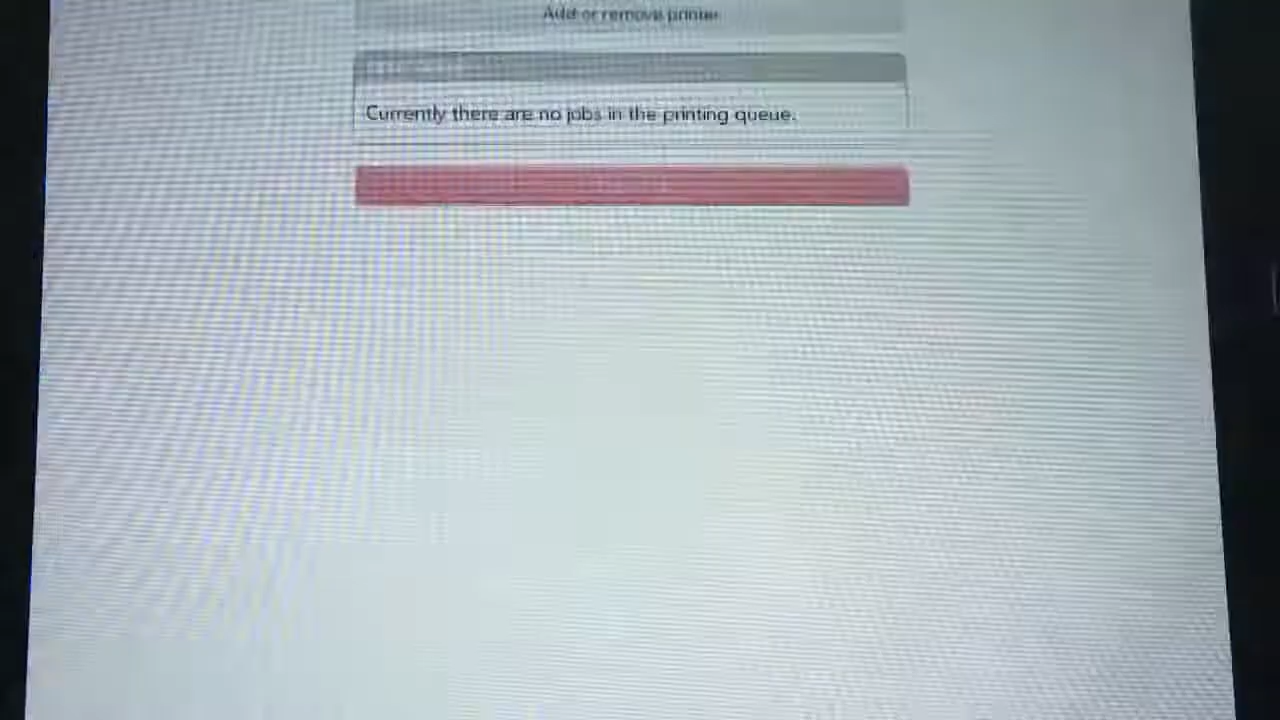 Add or remove printer
Currently there are no jobs in the printing queue.